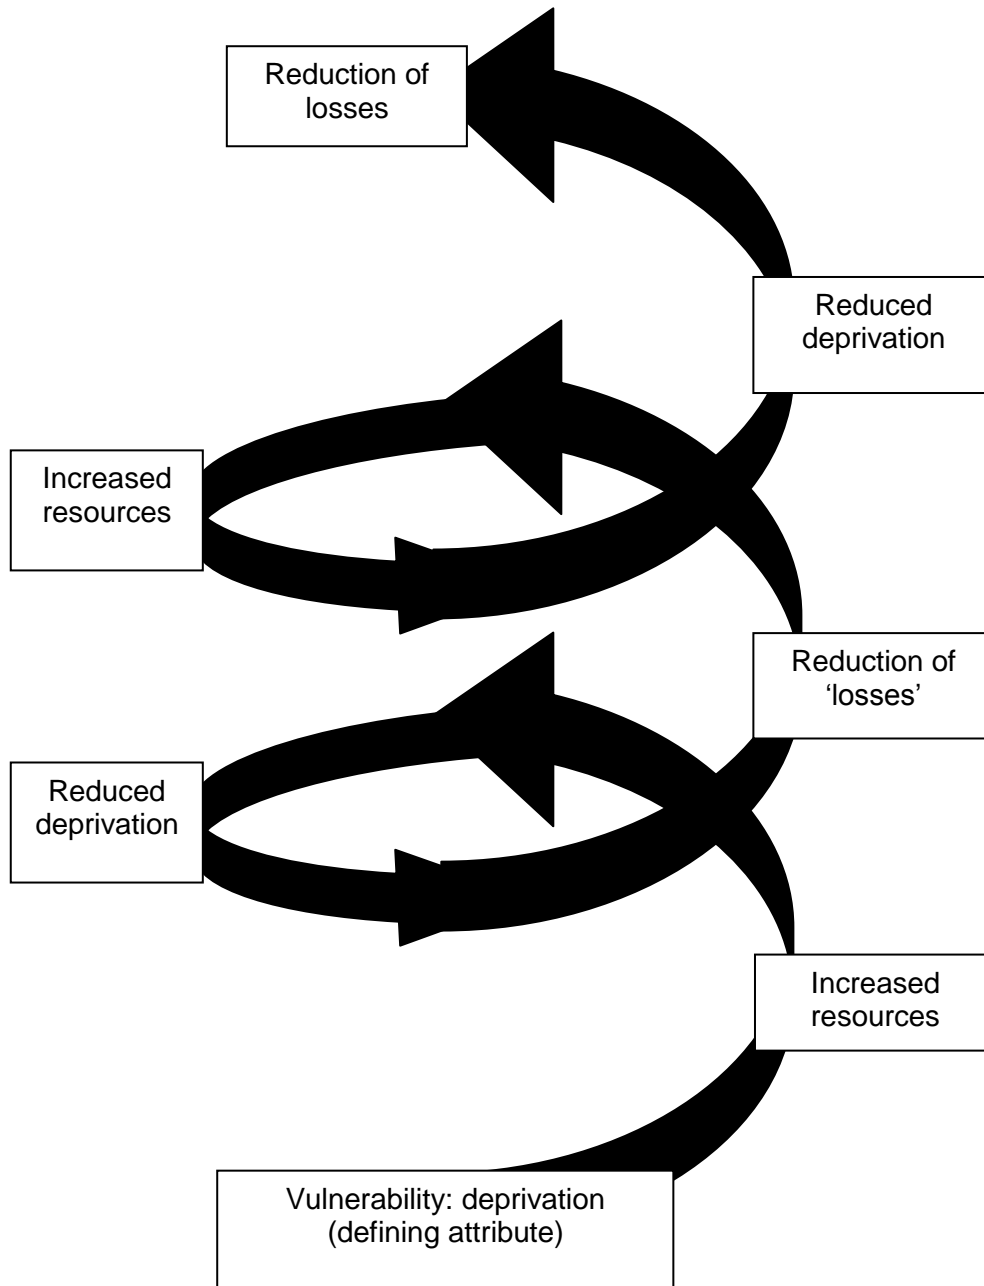 Reduction of
losses
Reduced
deprivation
Increased
resources
Reduction of
‘losses’
Reduced
deprivation
Increased
resources
Vulnerability: deprivation
(defining attribute)